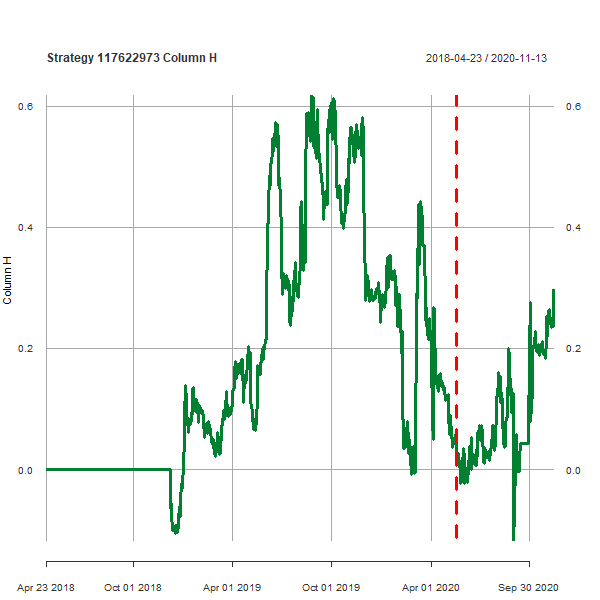 Strategy 117622973 Column H 2018-04-23 / 2020-11-13
0.6 0.6
0.4 0.4
Column H
0.2 0.2
0.0 0.0
Apr 23 2018 Oct 01 2018 Apr 01 2019 Oct 01 2019 Apr 01 2020 Sep 30 2020